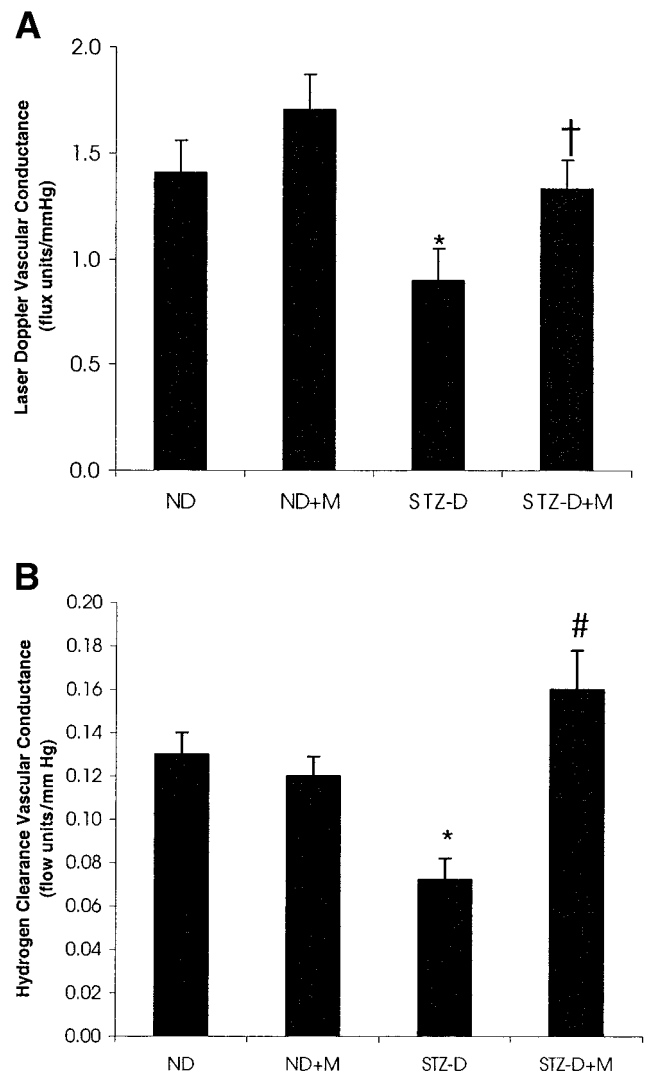 A
Laser Doppler Vascular Conductance
(flux units/mmHg)
2.0
1.5
1.0
0.5
0.0
*
†
ND
ND+M
STZ-D
STZ-D+M
B
Hydrogen Clearance Vascular Conductance
(flow units/mm Hg)
0.20
0.18
0.16
0.14
0.12
0.10
0.08
0.06
0.04
0.02
0.00
*
#
ND
ND+M
STZ-D
STZ-D+M